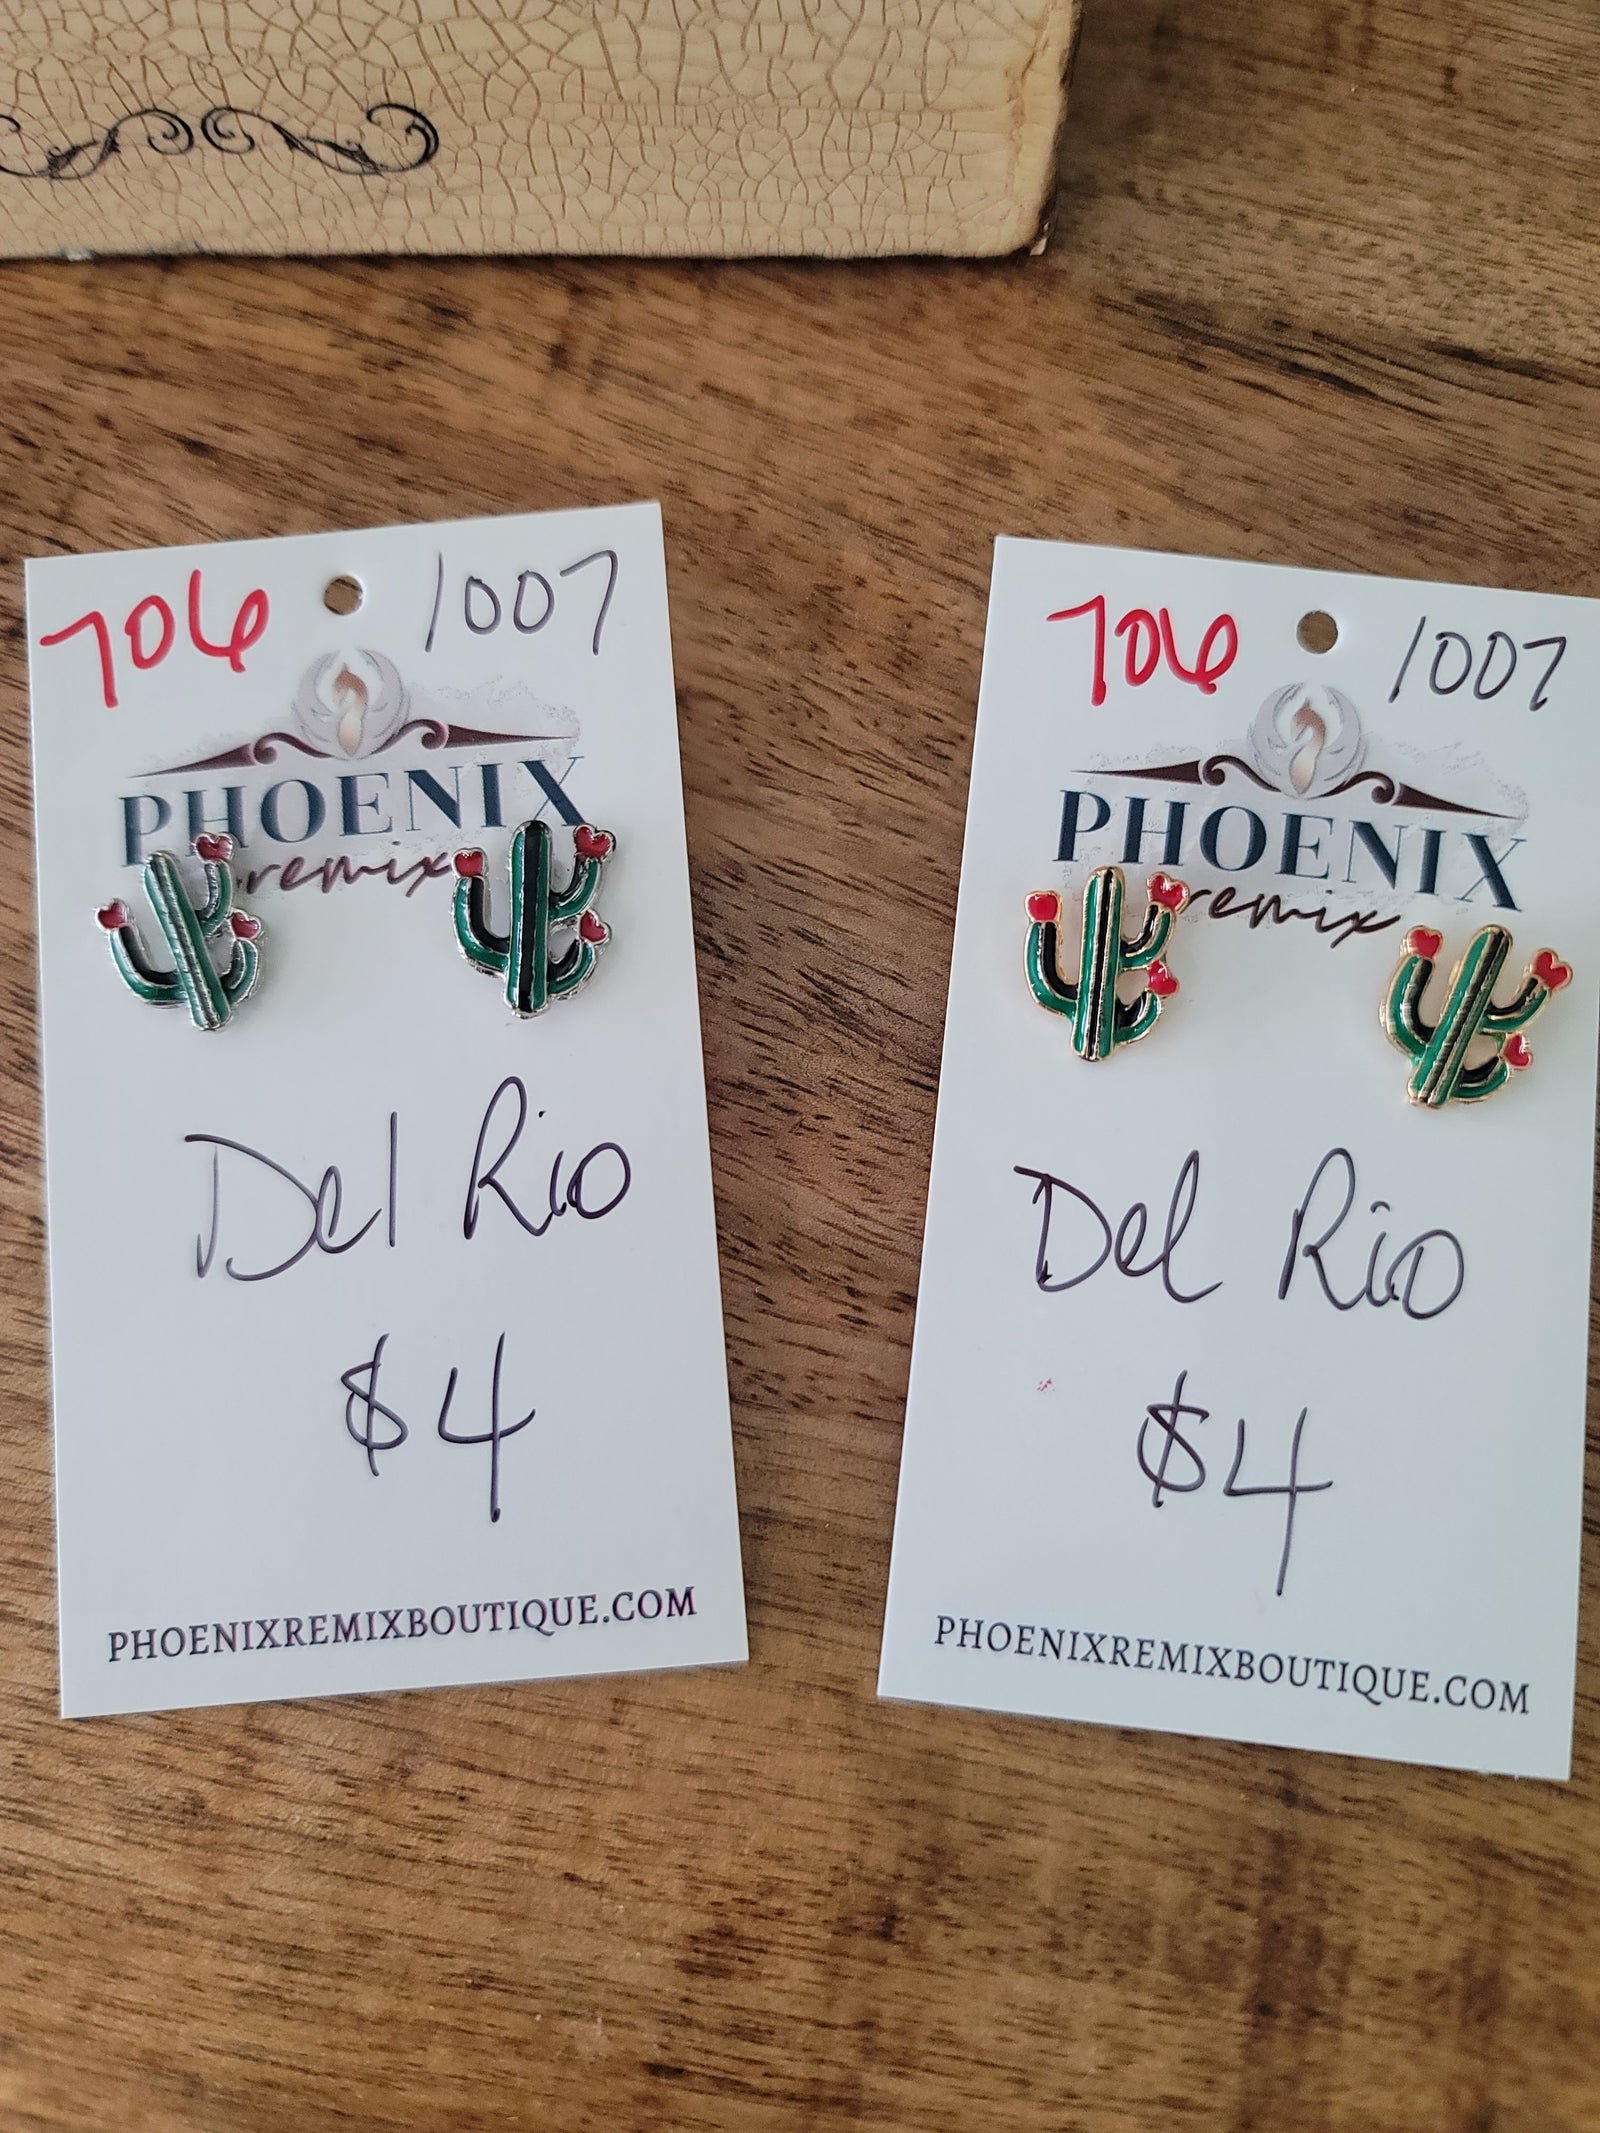 706 1007
PHOENIX
remix
Del Rio
$4
PHOENIXREMIXBOUTIQUE.COM
706 1007
PHOENIX
remix
Del Rio
$4
PHOENIXREMIXBOUTIQUE.COM